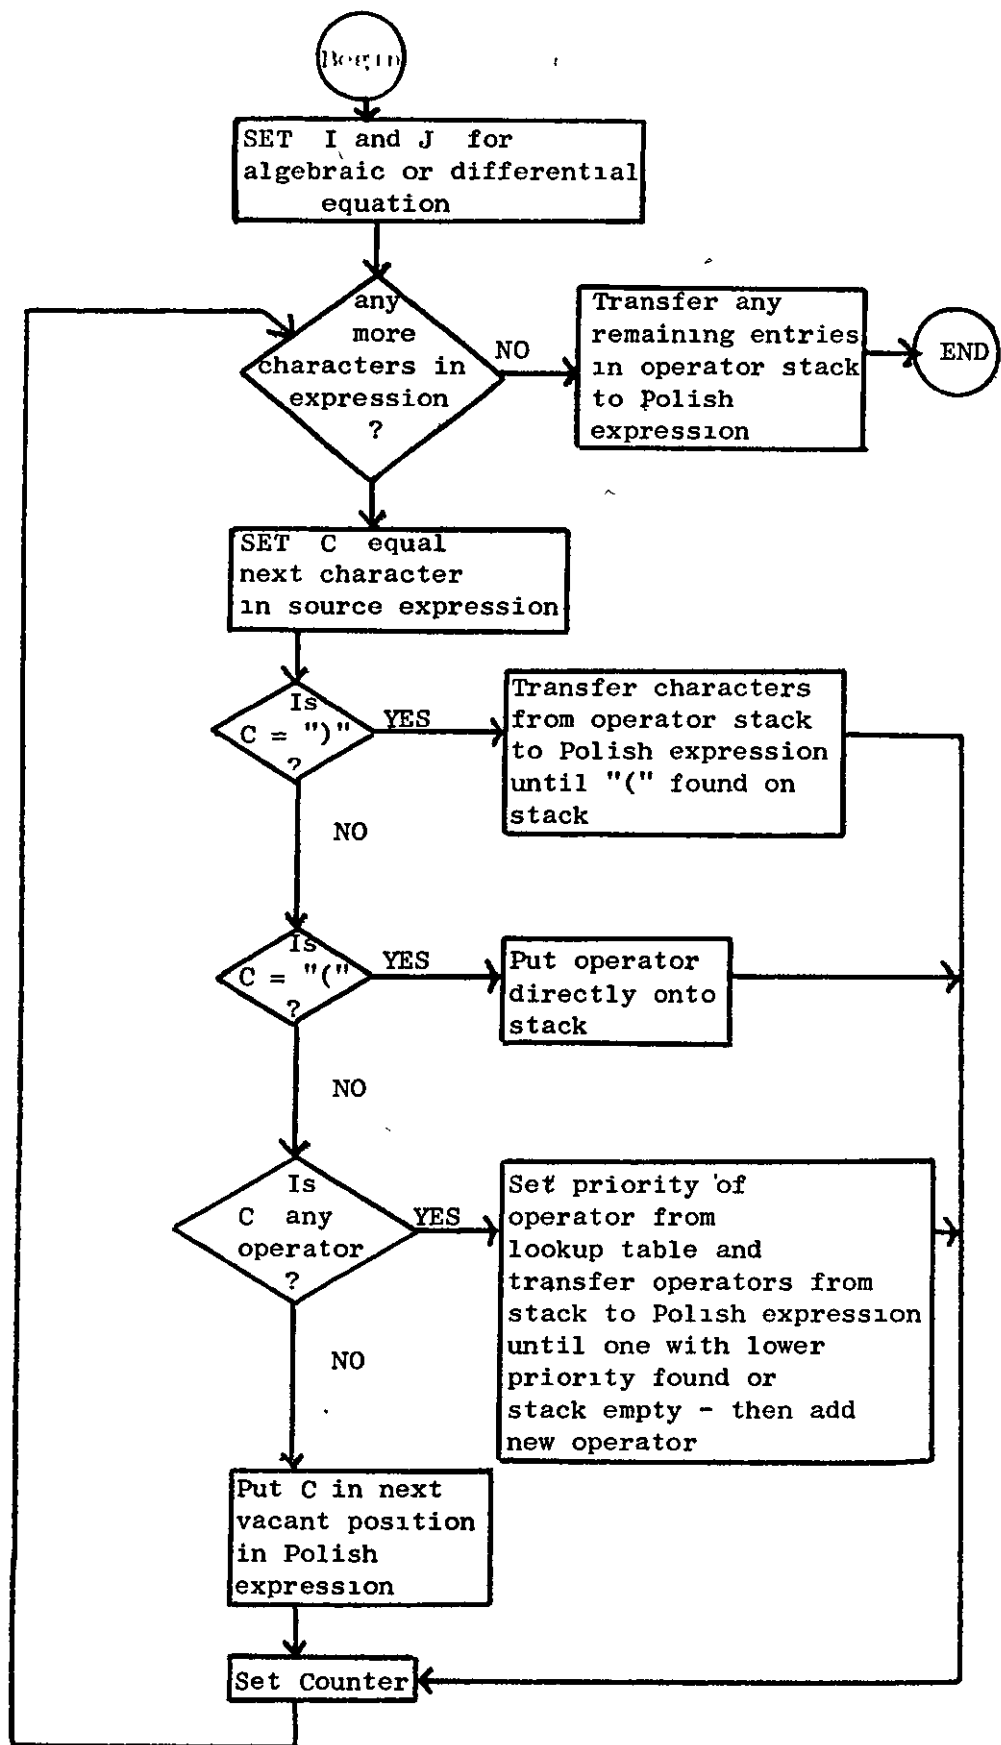 Begin
SET I and J for
algebraic or differential
equation
any
more
characters in
expression
?
NO
Transfer any
remaining entries
in operator stack
to Polish
expression
END
SET C equal
next character
in source expression
Is
C = ")"
?
YES
Transfer characters
from operator stack
to Polish expression
until "(" found on
stack
NO
Is
C = "("
?
YES
Put operator
directly onto
stack
NO
Is
C any
operator
?
YES
Set priority of
operator from
lookup table and
transfer operators from
stack to Polish expression
until one with lower
priority found or
stack empty - then add
new operator
NO
Put C in next
vacant position
in Polish
expression
Set Counter